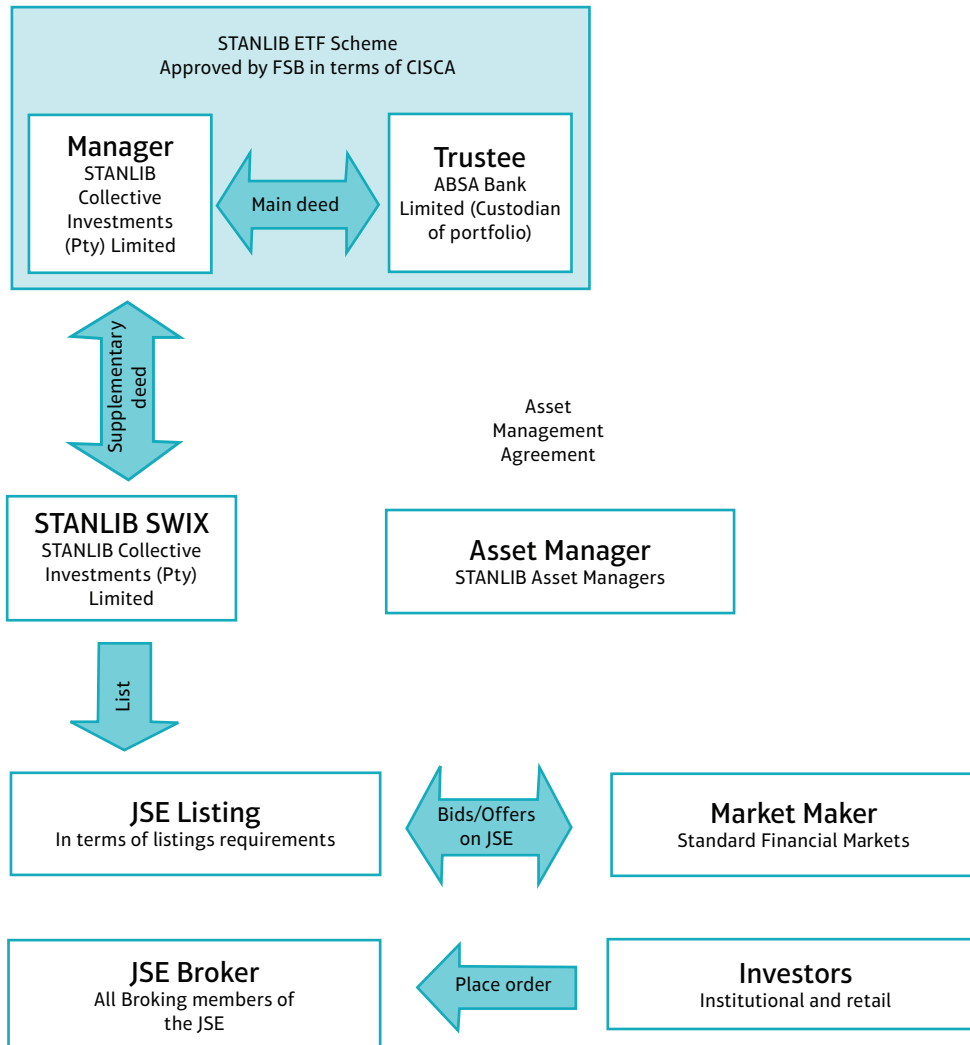 STANLIB ETF Scheme
Approved by FSB in terms of CISCA
Manager
STANLIB
Collective
Investments
(Pty) Limited
Main deed
Trustee
ABSA Bank
Limited (Custodian
of portfolio)
Supplementary
deed
Asset
Management
Agreement
STANLIB SWIX
STANLIB Collective
Investments (Pty)
Limited
Asset Manager
STANLIB Asset Managers
List
JSE Listing
In terms of listings requirements
Bids/Offers
on JSE
Market Maker
Standard Financial Markets
JSE Broker
All Broking members of
the JSE
Place order
Investors
Institutional and retail